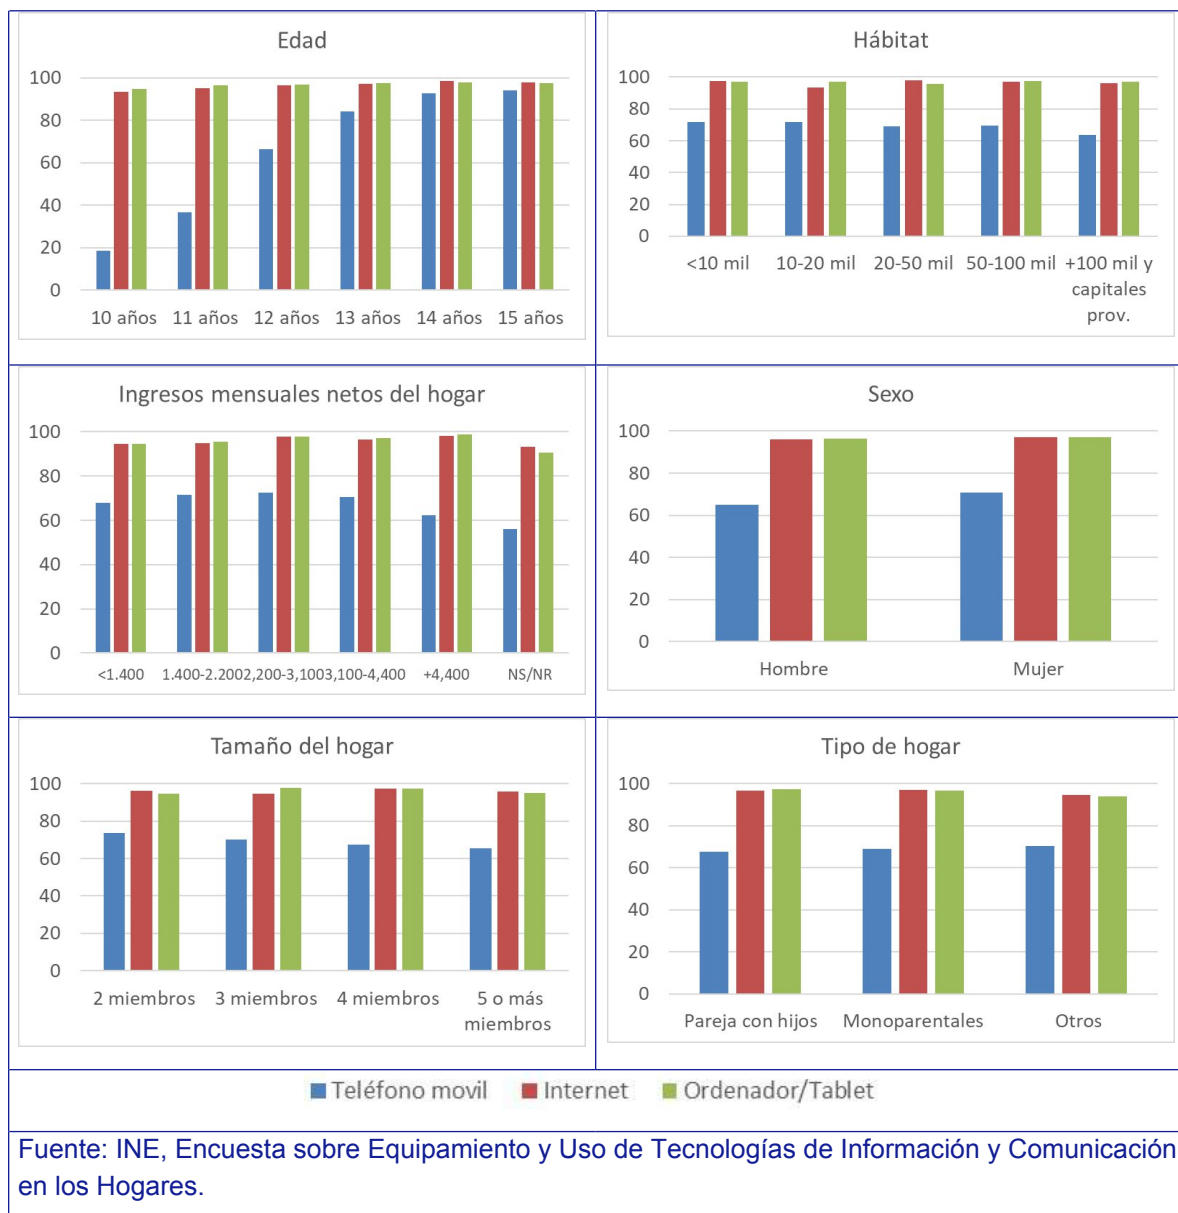 Edad
100
80
60
40
20
0
10 años 11 años 12 años 13 años 14 años 15 años
Hábitat
100
80
60
40
20
0
<10 mil 10-20 mil 20-50 mil 50-100 mil +100 mil y
capitales
prov.
Ingresos mensuales netos del hogar
100
80
60
40
20
0
<1.400 1.400-2.200 2,200-3,100 3,100-4,400 +4,400 NS/NR
Sexo
100
80
60
40
20
0
Hombre Mujer
Tamaño del hogar
100
80
60
40
20
0
2 miembros 3 miembros 4 miembros 5 o más
miembros
Tipo de hogar
100
80
60
40
20
0
Pareja con hijos Monoparentales Otros
Teléfono movil Internet Ordenador/Tablet
Fuente: INE, Encuesta sobre Equipamiento y Uso de Tecnologías de Información y Comunicación
en los Hogares.